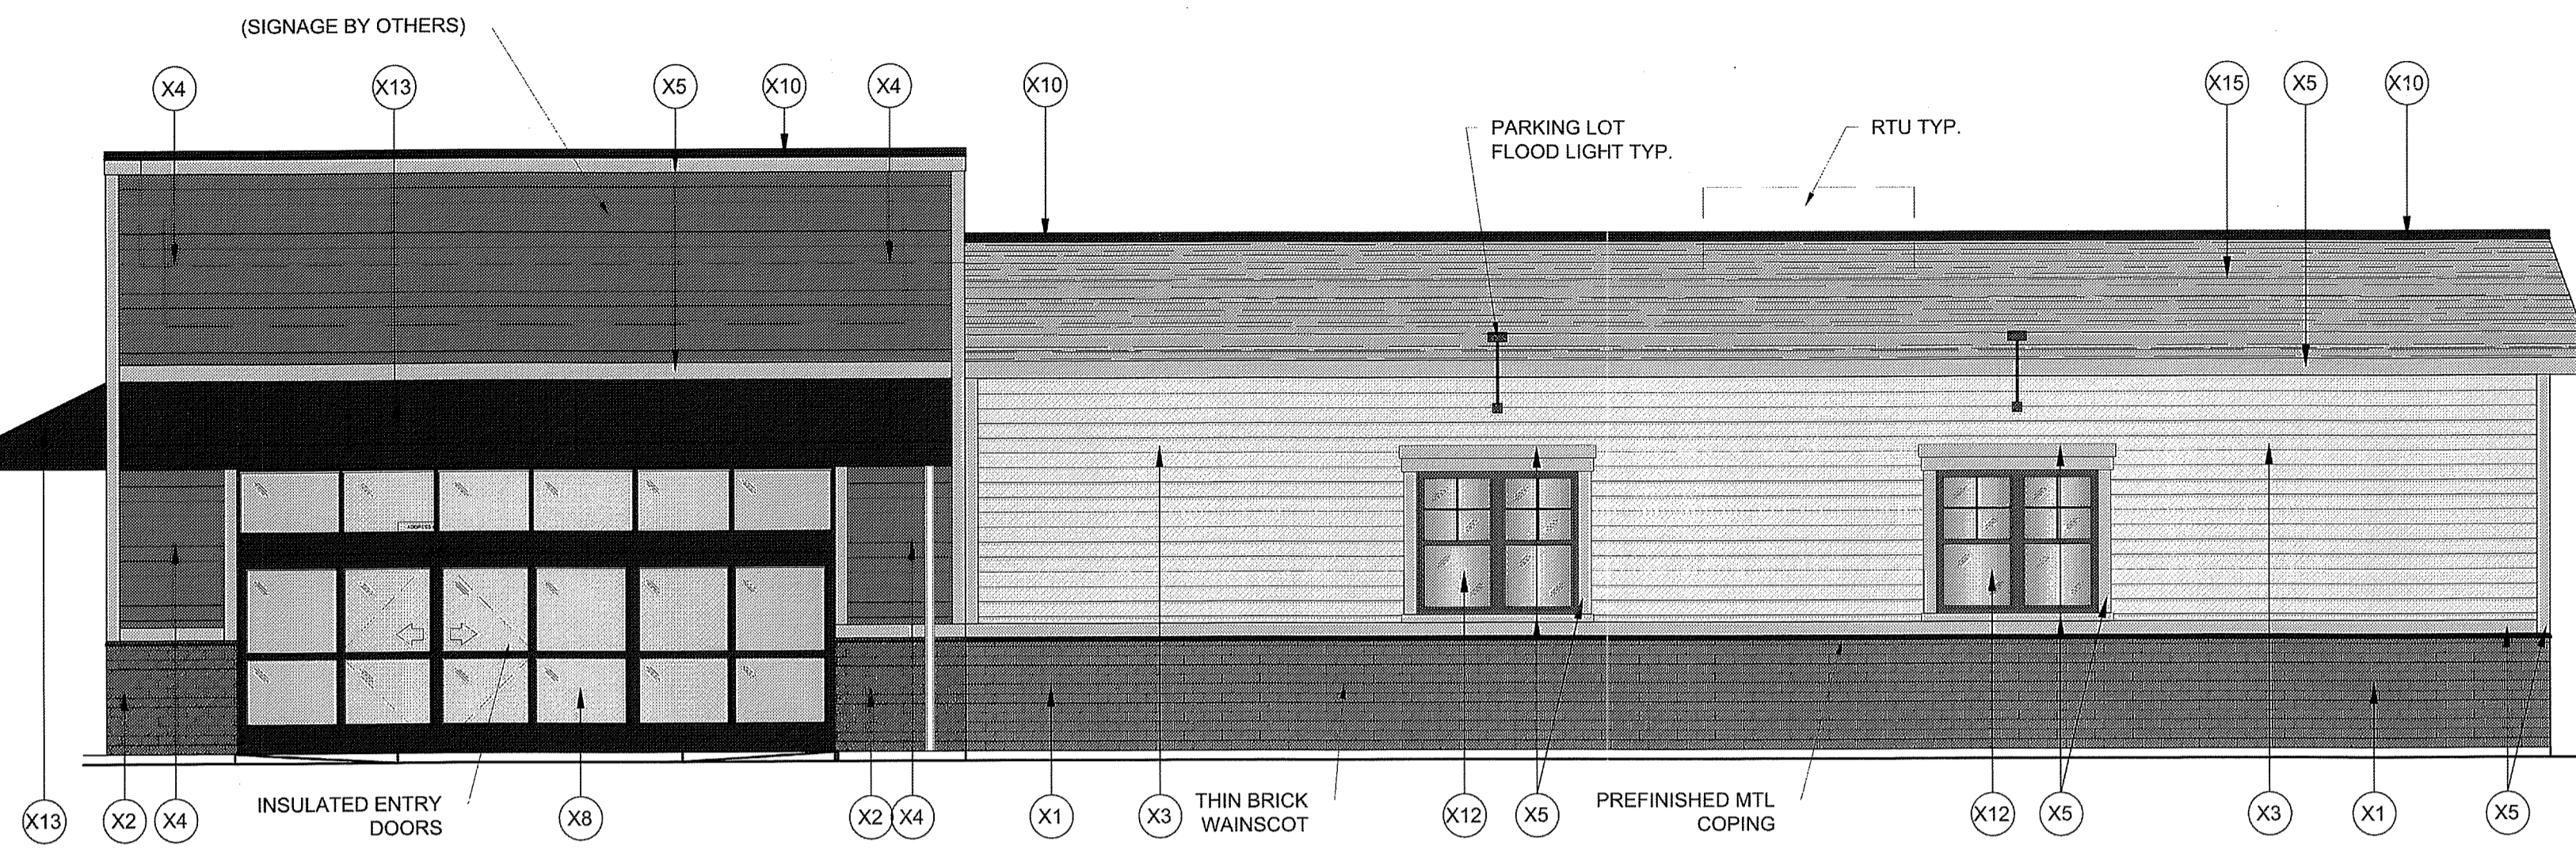 (SIGNAGE BY OTHERS)
X4
X13
X5
X10
X4
X10
PARKING LOT
FLOOD LIGHT TYP.
RTU TYP.
X15
X5
X10
ADDRESS
X13
X2
X4
INSULATED ENTRY
DOORS
X8
X2
X4
X1
X3
THIN BRICK
WAINSCOT
X12
X5
PREFINISHED MTL
COPING
X12
X5
X3
X1
X5